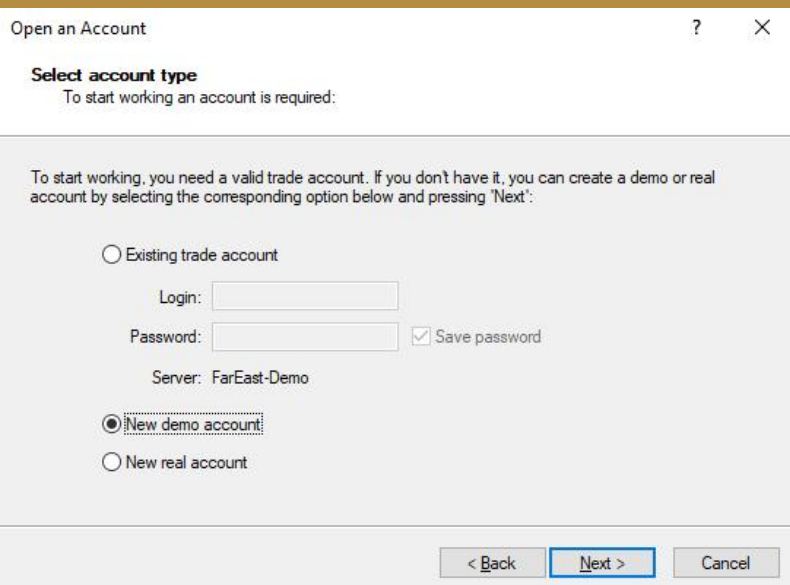 Open an Account ? X
Select account type
To start working an account is required:
To start working, you need a valid trade account. If you don't have it, you can create a demo or real
account by selecting the corresponding option below and pressing 'Next':
Existing trade account
Login:
Password: Save password
Server: FarEast-Demo
New demo account
New real account
< Back Next > Cancel